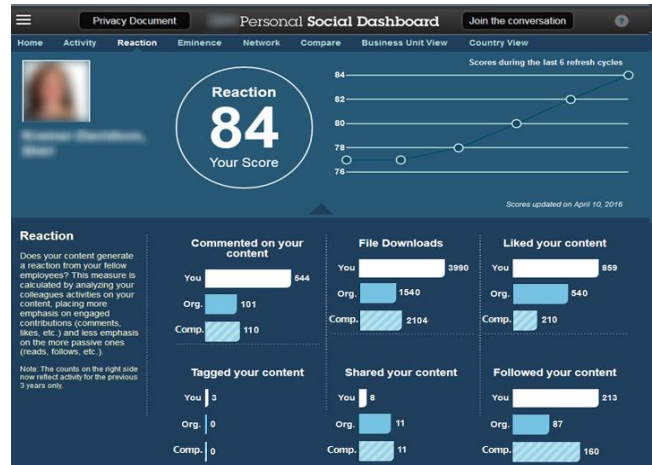 Privacy Document
Personal Social Dashboard
Join the conversation
?
Home Activity Reaction Eminence Network Compare Business Unit View Country View
Scores during the last 6 refresh cycles
Reaction
84
Your Score
84
82
80
78
76
Scores updated on April 10, 2016
Reaction
Does your content generate
a reaction from your fellow
employees? This measure is
calculated by analyzing your
colleagues activities on your
content, placing more
emphasis on engaged
contributions (comments,
likes, etc.) and less emphasis
on the more passive ones
(reads, follows, etc.).
Note: The counts on the right side
now reflect activity for the previous
3 years only.
Commented on your
content
You 544
Org. 101
Comp. 110
File Downloads
You 3990
Org. 1540
Comp. 2104
Liked your content
You 859
Org. 540
Comp. 210
Tagged your content
You 3
Org. 0
Comp. 0
Shared your content
You 8
Org. 11
Comp. 11
Followed your content
You 213
Org. 87
Comp. 160